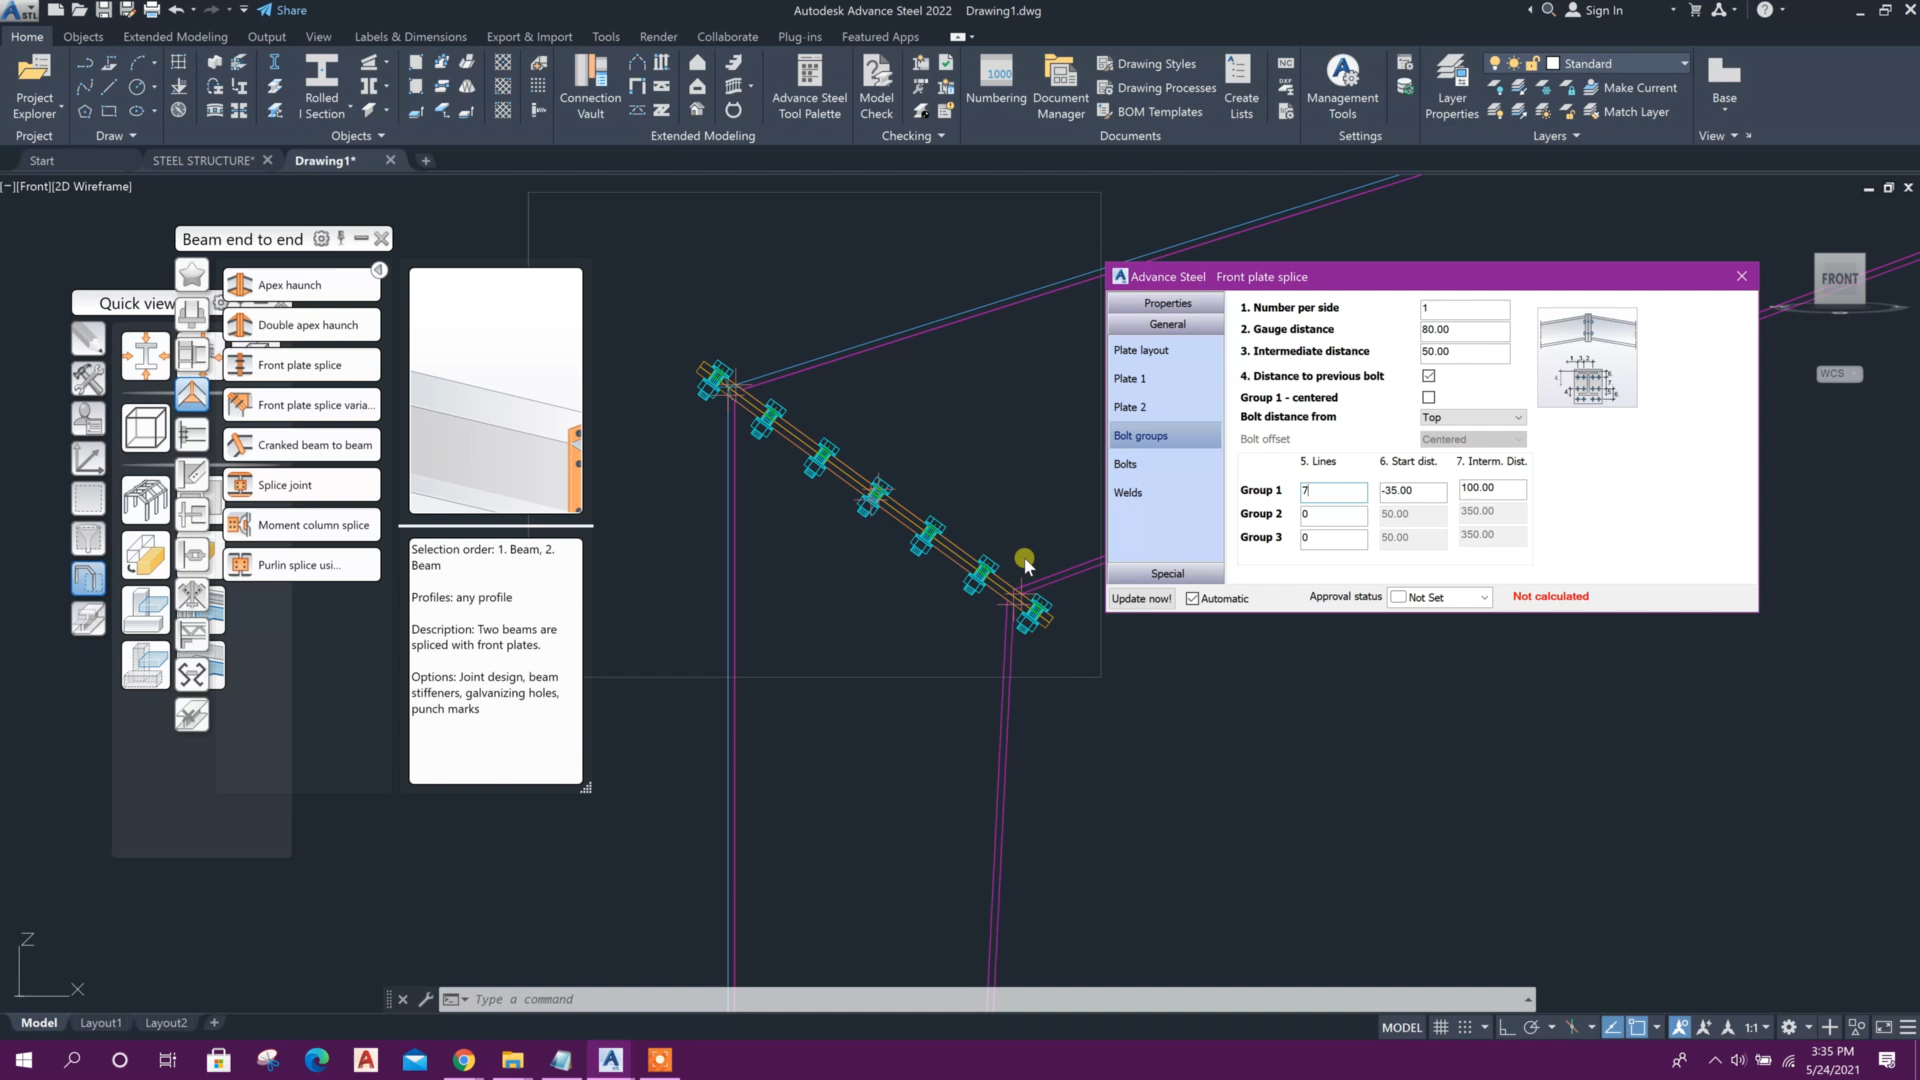 STL
Share
Autodesk Advance Steel 2022 Drawing1.dwg
Sign In
Home Objects Extended Modeling Output View Labels & Dimensions Export & Import Tools Render Collaborate Plug-ins Featured Apps
Project Explorer
Rolled I Section
Connection Vault
Advance Steel Tool Palette
Model Check
1000
Numbering
Document Manager
Drawing Styles
Drawing Processes
BOM Templates
Create Lists
NC
DXF
Management Tools
Layer Properties
Standard
Make Current
Match Layer
Base
Project Draw Objects Extended Modeling Checking Documents Settings Layers View
Start STEEL STRUCTURE* Drawing1*
[−][Front][2D Wireframe]
Beam end to end
Quick view
Apex haunch
Double apex haunch
Front plate splice
Front plate splice varia...
Cranked beam to beam
Splice joint
Moment column splice
Purlin splice usi...
Selection order: 1. Beam, 2.
Beam
Profiles: any profile
Description: Two beams are
spliced with front plates.
Options: Joint design, beam
stiffeners, galvanizing holes,
punch marks
Advance Steel Front plate splice
Properties
General
Plate layout
Plate 1
Plate 2
Bolt groups
Bolts
Welds
Special
1. Number per side 1
2. Gauge distance 80.00
3. Intermediate distance 50.00
4. Distance to previous bolt
Group 1 - centered
Bolt distance from Top
Bolt offset Centered
5. Lines 6. Start dist. 7. Interm. Dist.
Group 1 7 -35.00 100.00
Group 2 0 50.00 350.00
Group 3 0 50.00 350.00
Update now! Automatic Approval status Not Set Not calculated
FRONT
WCS
Z
X
Type a command
Model Layout1 Layout2
MODEL 1:1
3:35 PM
5/24/2021